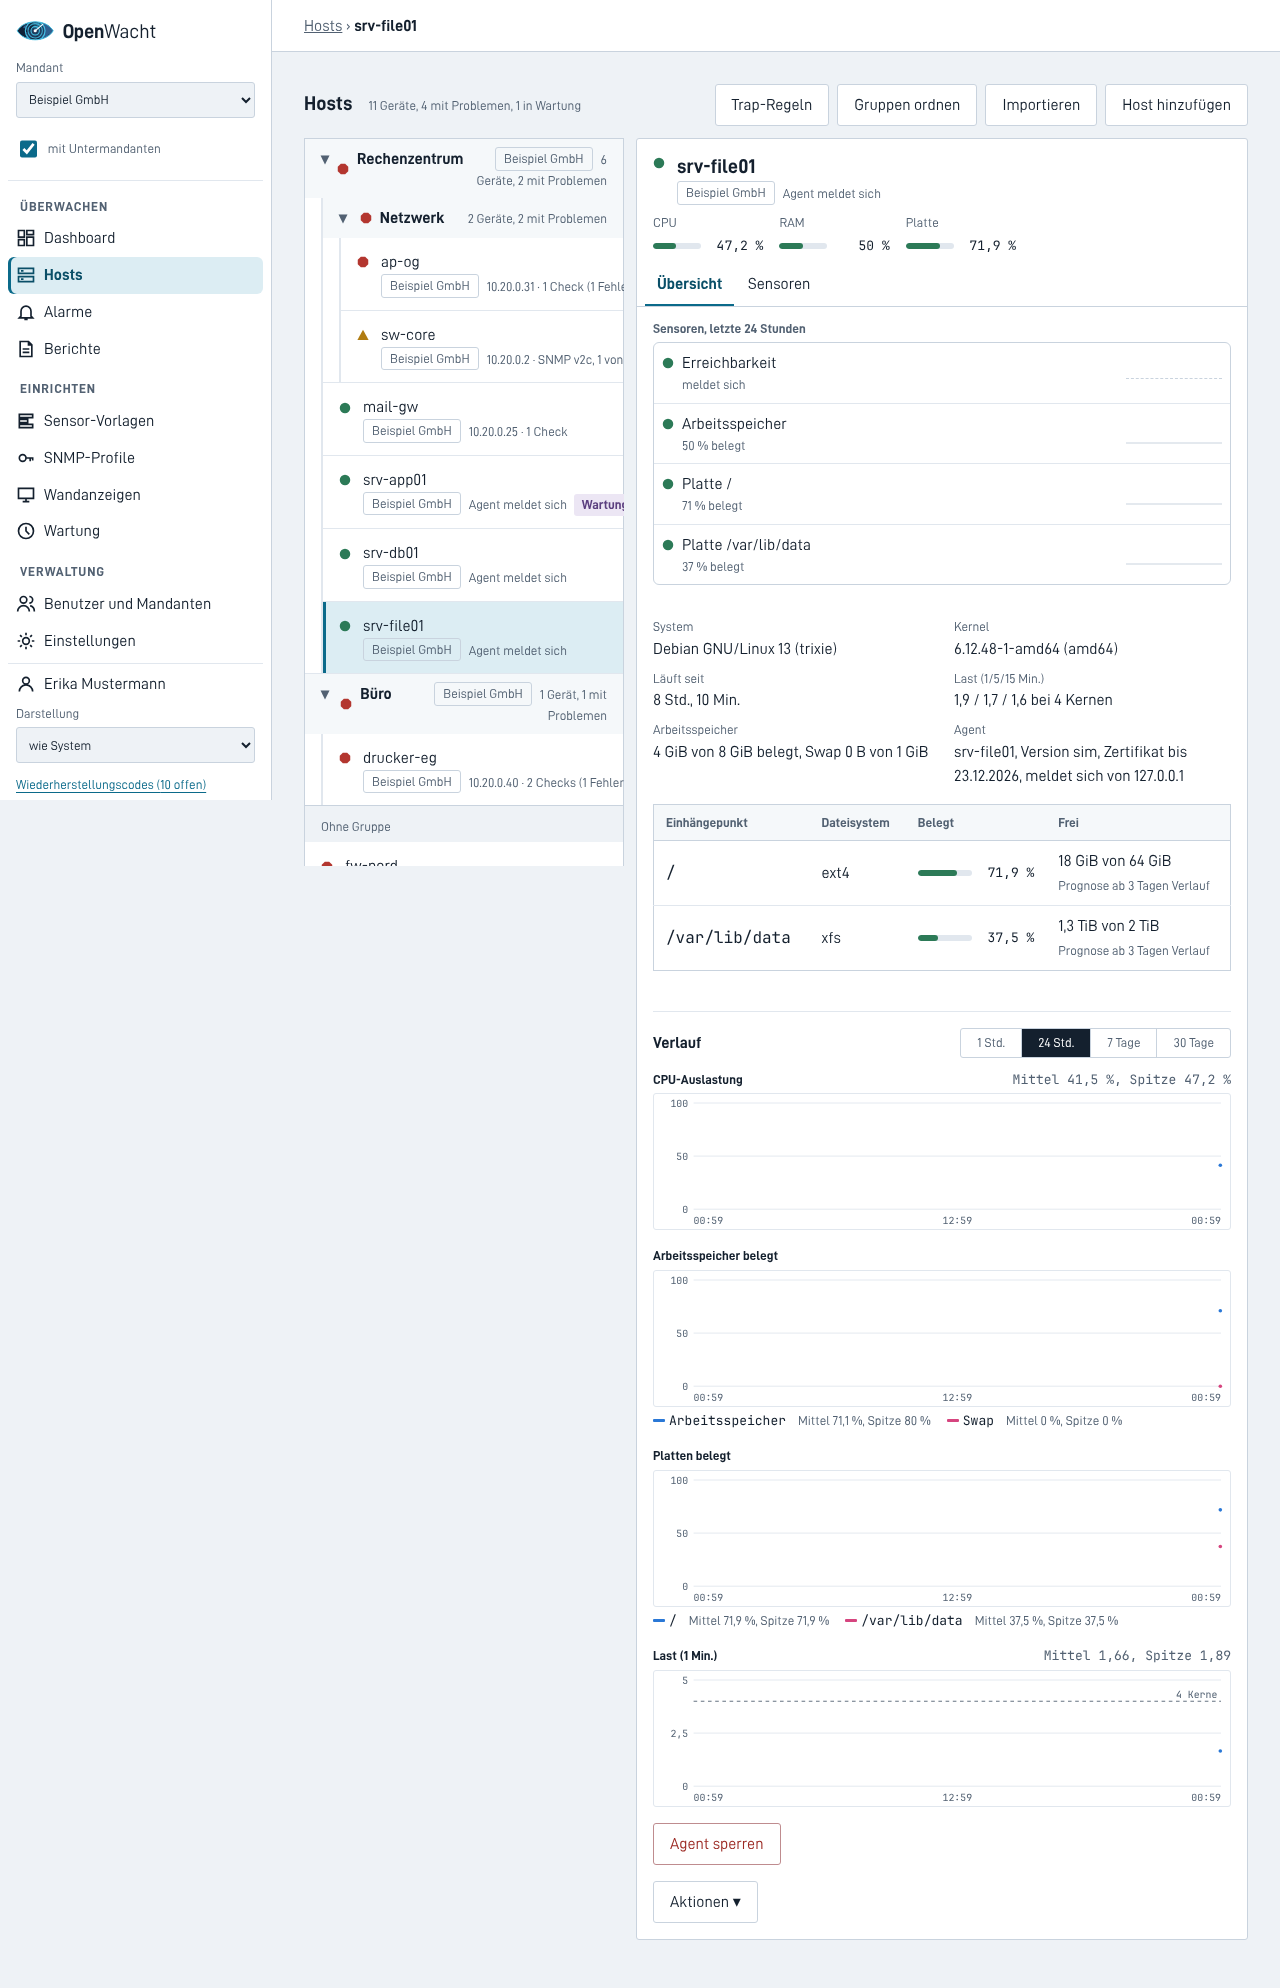 OpenWacht
Mandant
Beispiel GmbH
mit Untermandanten
ÜBERWACHEN
Dashboard
Hosts
Alarme
Berichte
EINRICHTEN
Sensor-Vorlagen
SNMP-Profile
Wandanzeigen
Wartung
VERWALTUNG
Benutzer und Mandanten
Einstellungen
Erika Mustermann
Darstellung
wie System
Wiederherstellungscodes (10 offen)
Hosts › srv-file01
Hosts 11 Geräte, 4 mit Problemen, 1 in Wartung
Trap-Regeln Gruppen ordnen Importieren Host hinzufügen
▼ Rechenzentrum Beispiel GmbH 6
Geräte, 2 mit Problemen
▼ Netzwerk 2 Geräte, 2 mit Problemen
ap-og
Beispiel GmbH 10.20.0.31 · 1 Check (1 Fehle
sw-core
Beispiel GmbH 10.20.0.2 · SNMP v2c, 1 von
mail-gw
Beispiel GmbH 10.20.0.25 · 1 Check
srv-app01
Beispiel GmbH Agent meldet sich Wartung
srv-db01
Beispiel GmbH Agent meldet sich
srv-file01
Beispiel GmbH Agent meldet sich
▼ Büro Beispiel GmbH 1 Gerät, 1 mit
Problemen
drucker-eg
Beispiel GmbH 10.20.0.40 · 2 Checks (1 Fehler
Ohne Gruppe
fw-nord
srv-file01
Beispiel GmbH Agent meldet sich
CPU RAM Platte
47,2 % 50 % 71,9 %
Übersicht Sensoren
Sensoren, letzte 24 Stunden
Erreichbarkeit
meldet sich
Arbeitsspeicher
50 % belegt
Platte /
71 % belegt
Platte /var/lib/data
37 % belegt
System Kernel
Debian GNU/Linux 13 (trixie) 6.12.48-1-amd64 (amd64)
Läuft seit Last (1/5/15 Min.)
8 Std., 10 Min. 1,9 / 1,7 / 1,6 bei 4 Kernen
Arbeitsspeicher Agent
4 GiB von 8 GiB belegt, Swap 0 B von 1 GiB srv-file01, Version sim, Zertifikat bis
23.12.2026, meldet sich von 127.0.0.1
Einhängepunkt Dateisystem Belegt Frei
/ ext4 71,9 % 18 GiB von 64 GiB
Prognose ab 3 Tagen Verlauf
/var/lib/data xfs 37,5 % 1,3 TiB von 2 TiB
Prognose ab 3 Tagen Verlauf
Verlauf 1 Std. 24 Std. 7 Tage 30 Tage
CPU-Auslastung Mittel 41,5 %, Spitze 47,2 %
100
50
0
00:59 12:59 00:59
Arbeitsspeicher belegt
100
50
0
00:59 12:59 00:59
Arbeitsspeicher Mittel 71,1 %, Spitze 80 % Swap Mittel 0 %, Spitze 0 %
Platten belegt
100
50
0
00:59 12:59 00:59
/ Mittel 71,9 %, Spitze 71,9 % /var/lib/data Mittel 37,5 %, Spitze 37,5 %
Last (1 Min.) Mittel 1,66, Spitze 1,89
5
4 Kerne
2,5
0
00:59 12:59 00:59
Agent sperren
Aktionen ▾